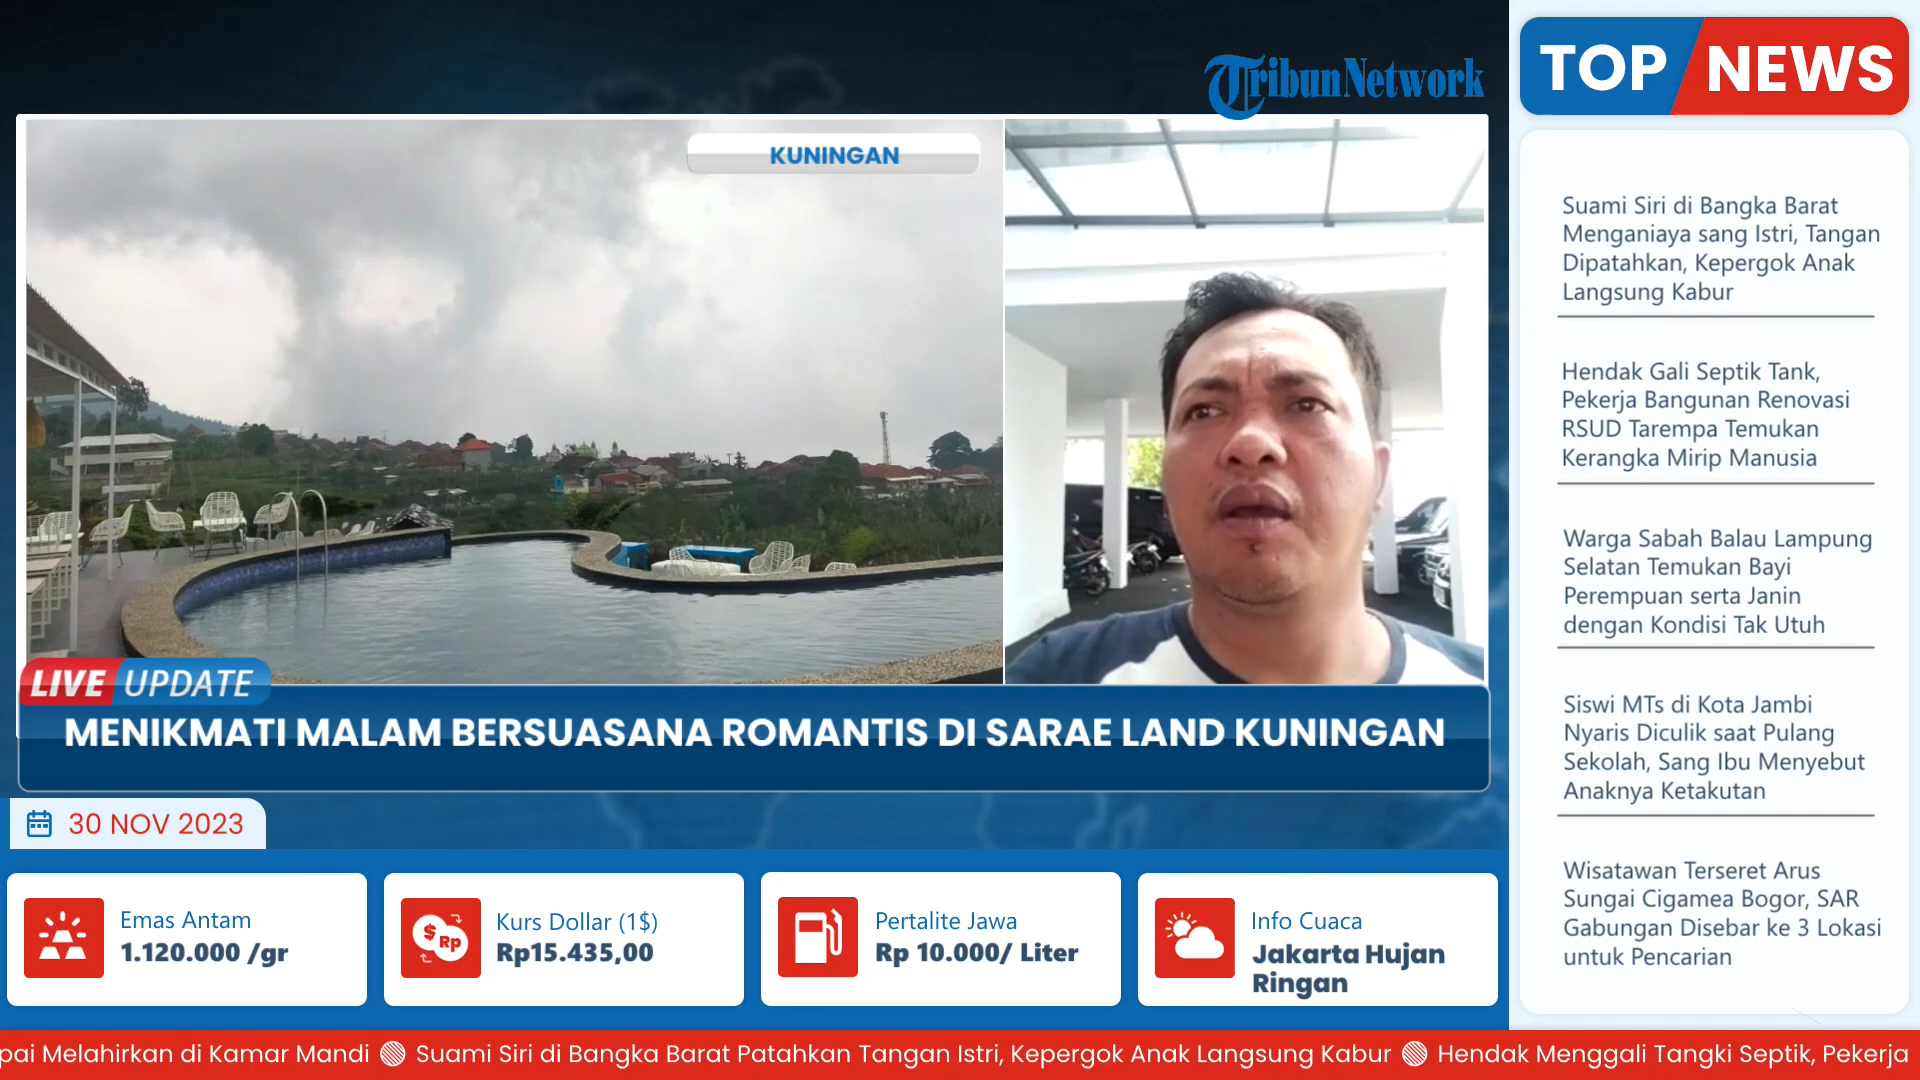 TribunNetwork
TOP NEWS
KUNINGAN
LIVE UPDATE
MENIKMATI MALAM BERSUASANA ROMANTIS DI SARAE LAND KUNINGAN
30 NOV 2023
Emas Antam
1.120.000 /gr
Kurs Dollar (1$)
Rp15.435,00
Pertalite Jawa
Rp 10.000/ Liter
Info Cuaca
Jakarta Hujan
Ringan
Suami Siri di Bangka Barat
Menganiaya sang Istri, Tangan
Dipatahkan, Kepergok Anak
Langsung Kabur
Hendak Gali Septik Tank,
Pekerja Bangunan Renovasi
RSUD Tarempa Temukan
Kerangka Mirip Manusia
Warga Sabah Balau Lampung
Selatan Temukan Bayi
Perempuan serta Janin
dengan Kondisi Tak Utuh
Siswi MTs di Kota Jambi
Nyaris Diculik saat Pulang
Sekolah, Sang Ibu Menyebut
Anaknya Ketakutan
Wisatawan Terseret Arus
Sungai Cigamea Bogor, SAR
Gabungan Disebar ke 3 Lokasi
untuk Pencarian
pai Melahirkan di Kamar Mandi Suami Siri di Bangka Barat Patahkan Tangan Istri, Kepergok Anak Langsung Kabur Hendak Menggali Tangki Septik, Pekerja